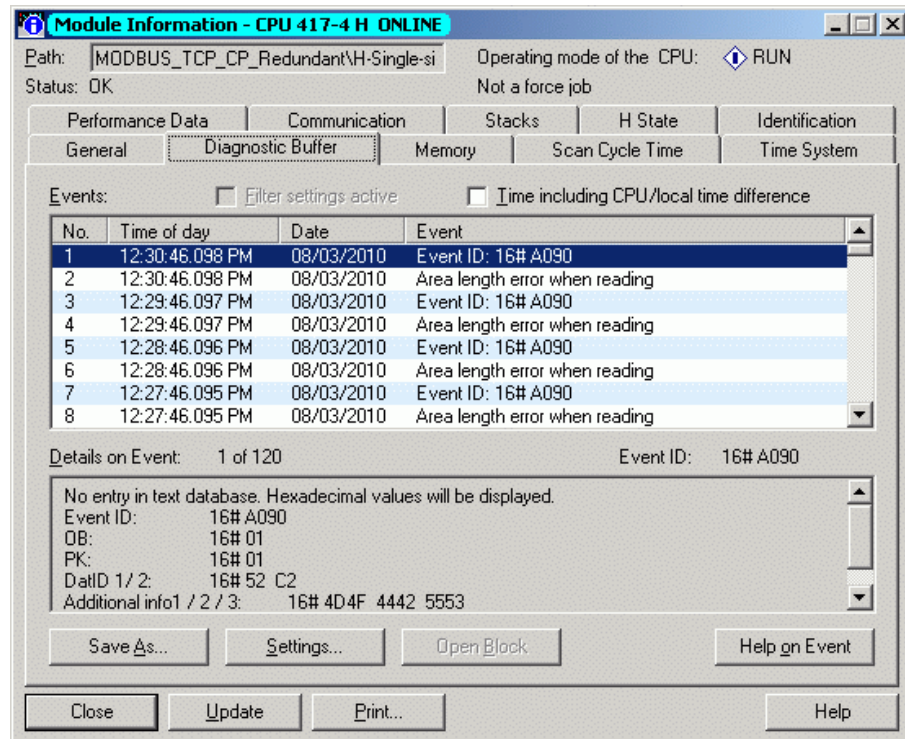 Module Information - CPU 417-4 H  ONLINE
Path: MODBUS_TCP_CP_Redundant\H-Single-si Operating mode of the CPU: RUN
Status: OK Not a force job
Performance Data Communication Stacks H State Identification
General Diagnostic Buffer Memory Scan Cycle Time Time System
Events: Filter settings active Time including CPU/local time difference
No. Time of day Date Event
1 12:30:46.098 PM 08/03/2010 Event ID: 16# A090
2 12:30:46.098 PM 08/03/2010 Area length error when reading
3 12:29:46.097 PM 08/03/2010 Event ID: 16# A090
4 12:29:46.097 PM 08/03/2010 Area length error when reading
5 12:28:46.096 PM 08/03/2010 Event ID: 16# A090
6 12:28:46.096 PM 08/03/2010 Area length error when reading
7 12:27:46.095 PM 08/03/2010 Event ID: 16# A090
8 12:27:46.095 PM 08/03/2010 Area length error when reading
Details on Event: 1 of 120 Event ID: 16# A090
No entry in text database. Hexadecimal values will be displayed.
Event ID: 16# A090
OB: 16# 01
PK: 16# 01
DatID 1/ 2: 16# 52 C2
Additional info1 / 2 / 3: 16# 4D4F 4442 5553
Save As... Settings... Open Block Help on Event
Close Update Print... Help